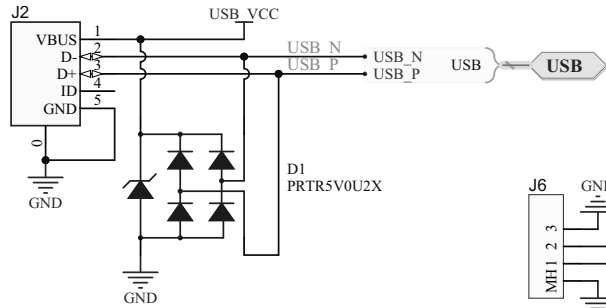 J2
USB_VCC
VBUS 1
D- 2 USB_N USB_N
D+ 3 USB_P USB_P USB USB
ID 4
GND 5
0
GND
D1
PRTR5V0U2X
GND
J6
GND
3
2
1
MH